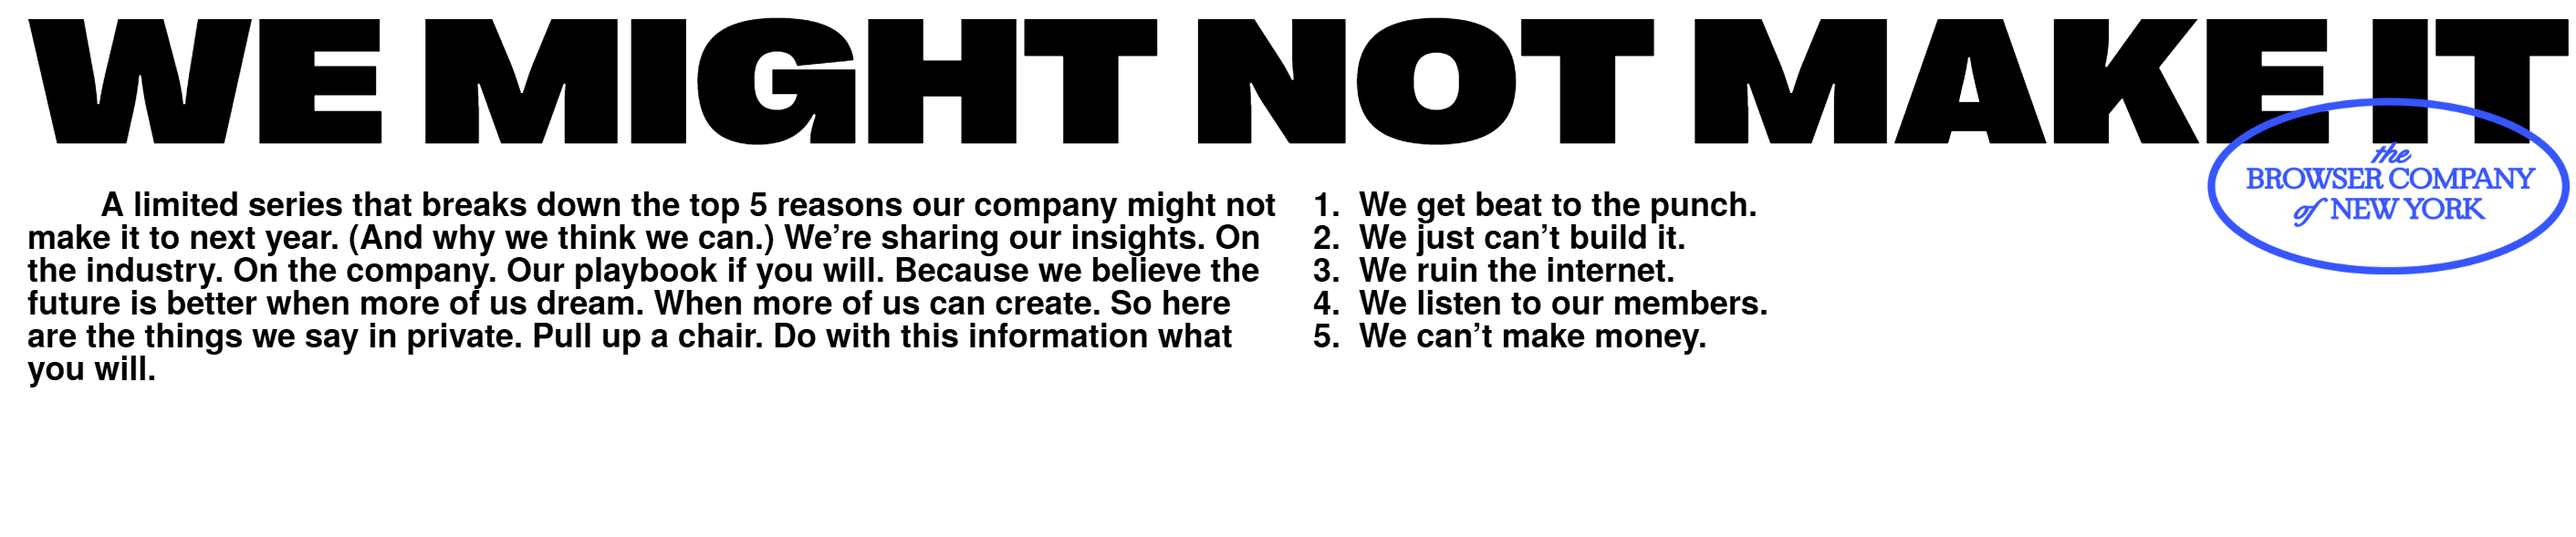 WE MIGHT NOT MAKE IT
the
BROWSER COMPANY
of NEW YORK
A limited series that breaks down the top 5 reasons our company might not
make it to next year. (And why we think we can.) We’re sharing our insights. On
the industry. On the company. Our playbook if you will. Because we believe the
future is better when more of us dream. When more of us can create. So here
are the things we say in private. Pull up a chair. Do with this information what
you will.
1. We get beat to the punch.
2. We just can’t build it.
3. We ruin the internet.
4. We listen to our members.
5. We can’t make money.